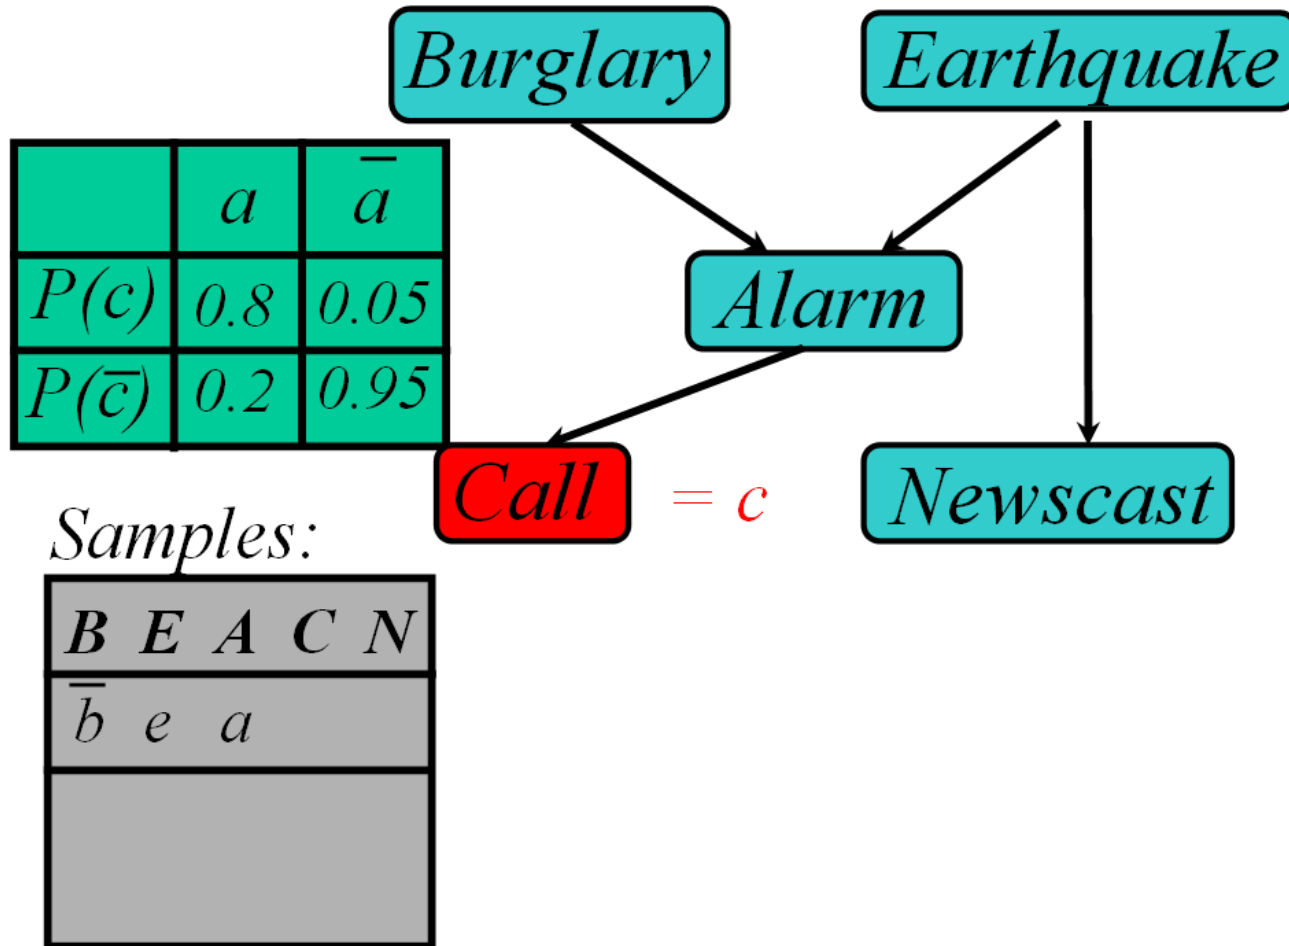 Burglary Earthquake
a a̅
P(c) 0.8 0.05
P(c̅) 0.2 0.95
Alarm
Call = c Newscast
Samples:
B E A C N
b̅ e a